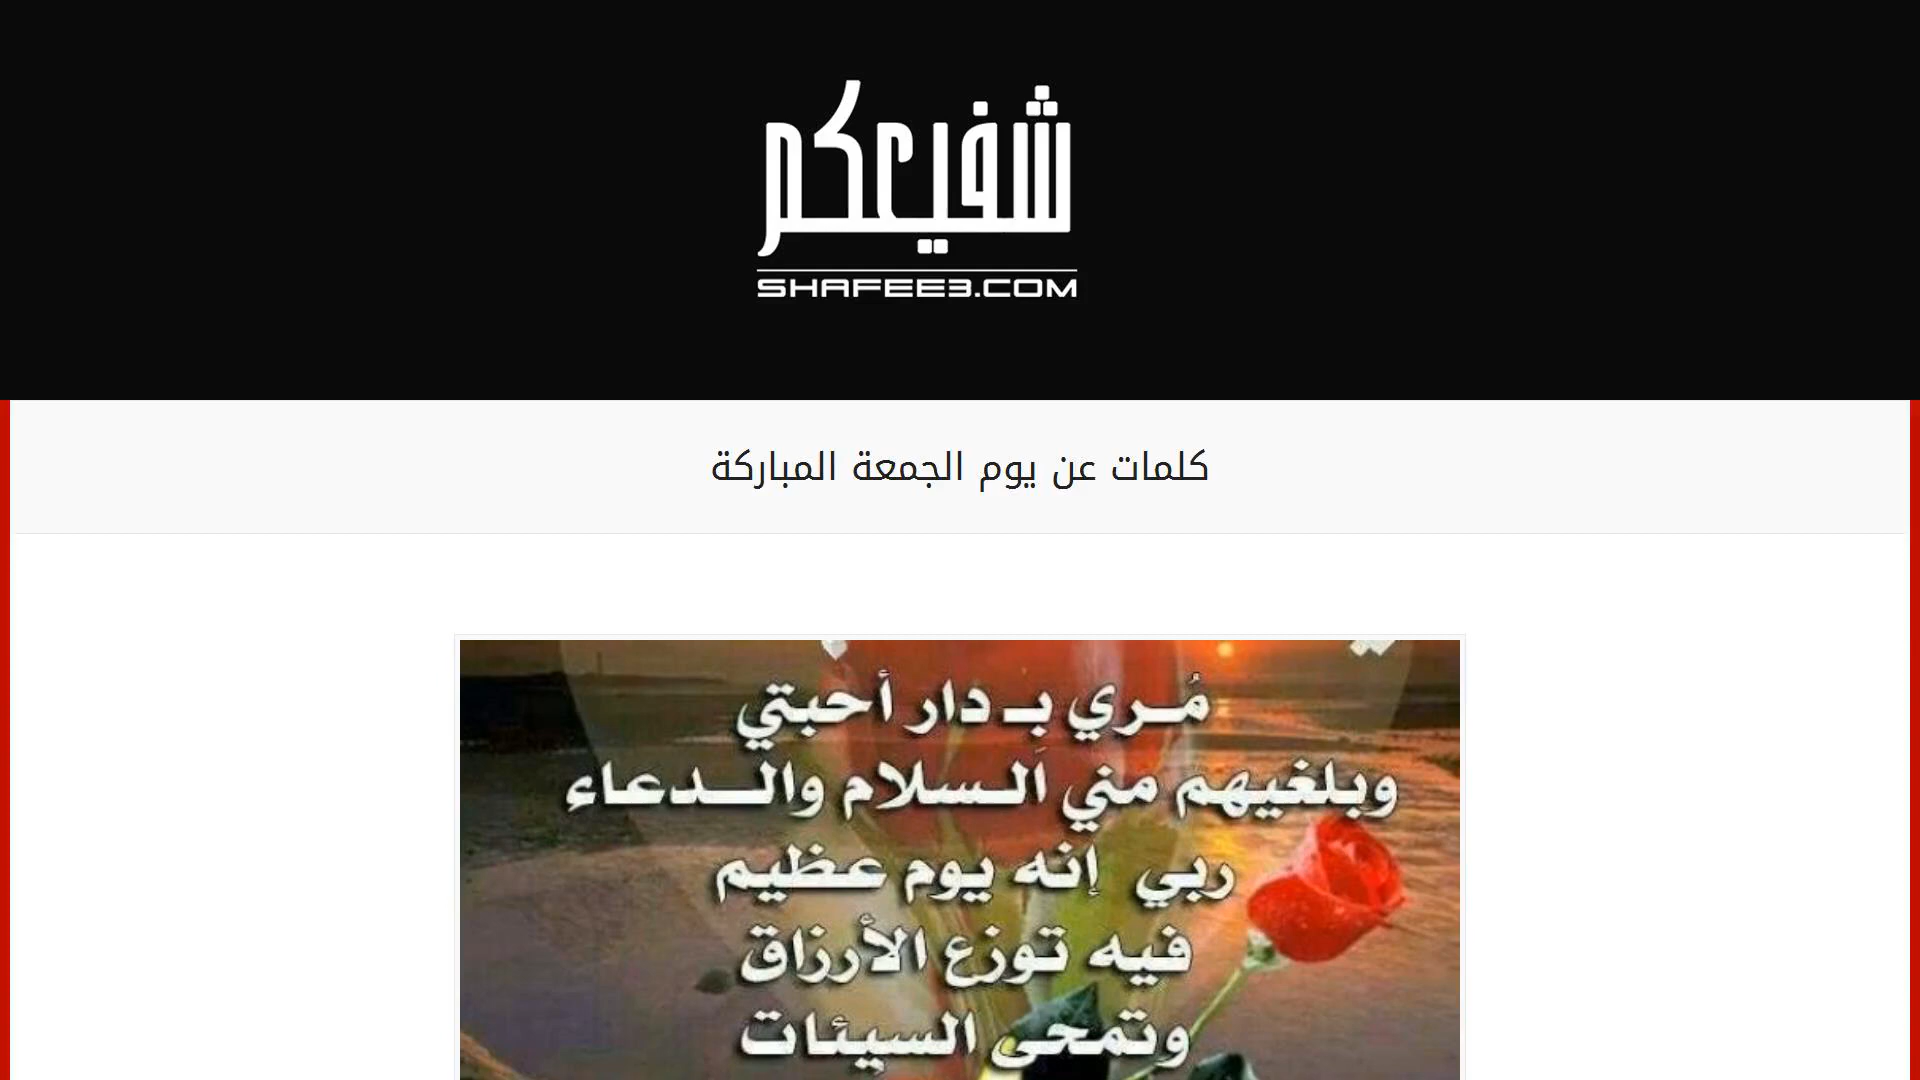 شفيعكم
SHAFEE3.COM
كلمات عن يوم الجمعة المباركة
مُـري بـِ دار أحبتي
وبلغيهم مني اَلـسلام والـدعاء
ربي إنه يوم عظيم
فيه توزع الأرزاق
وتمحى السيئات